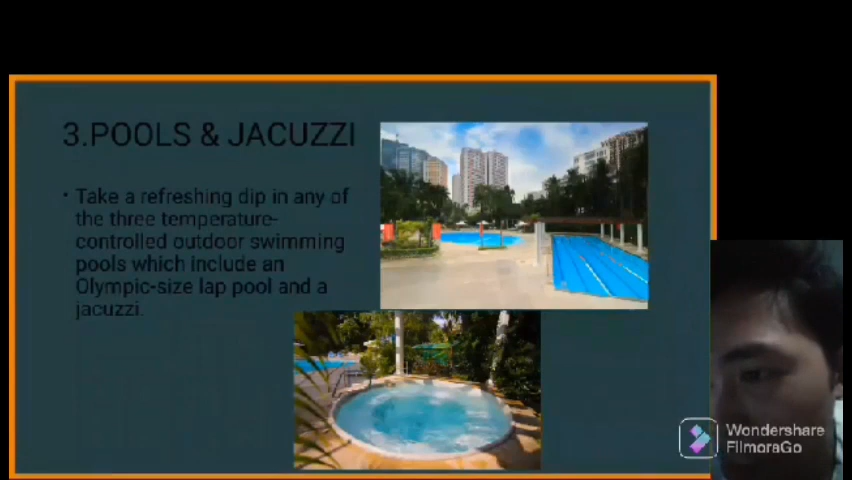 3.POOLS & JACUZZI
• Take a refreshing dip in any of
the three temperature-
controlled outdoor swimming
pools which include an
Olympic-size lap pool and a
jacuzzi.
Wondershare
FilmoraGo